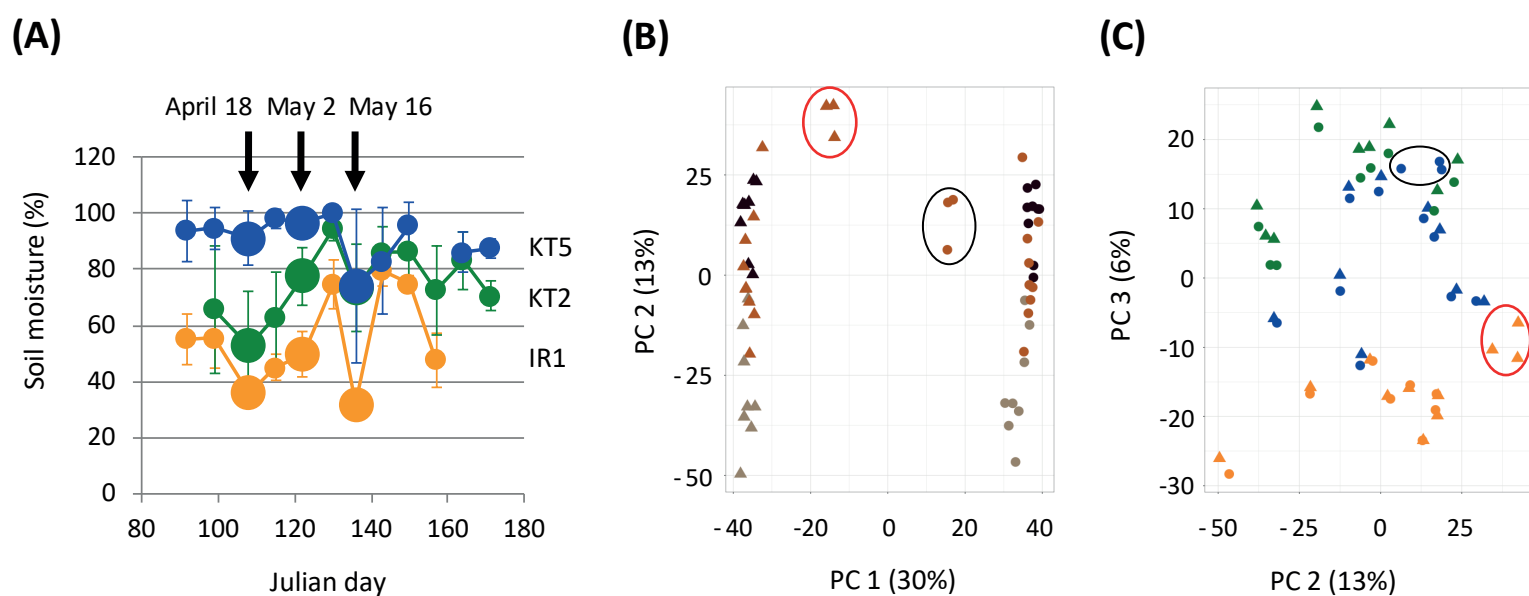 (A)
April 18 May 2 May 16
120
100
80
60
40
20
0
80 100 120 140 160 180
Soil moisture (%)
Julian day
KT5
KT2
IR1
(B)
25
0
-25
-50
-40 -20 0 20 40
PC 2 (13%)
PC 1 (30%)
(C)
20
10
0
-10
-20
-30
-50 -25 0 25
PC 3 (6%)
PC 2 (13%)